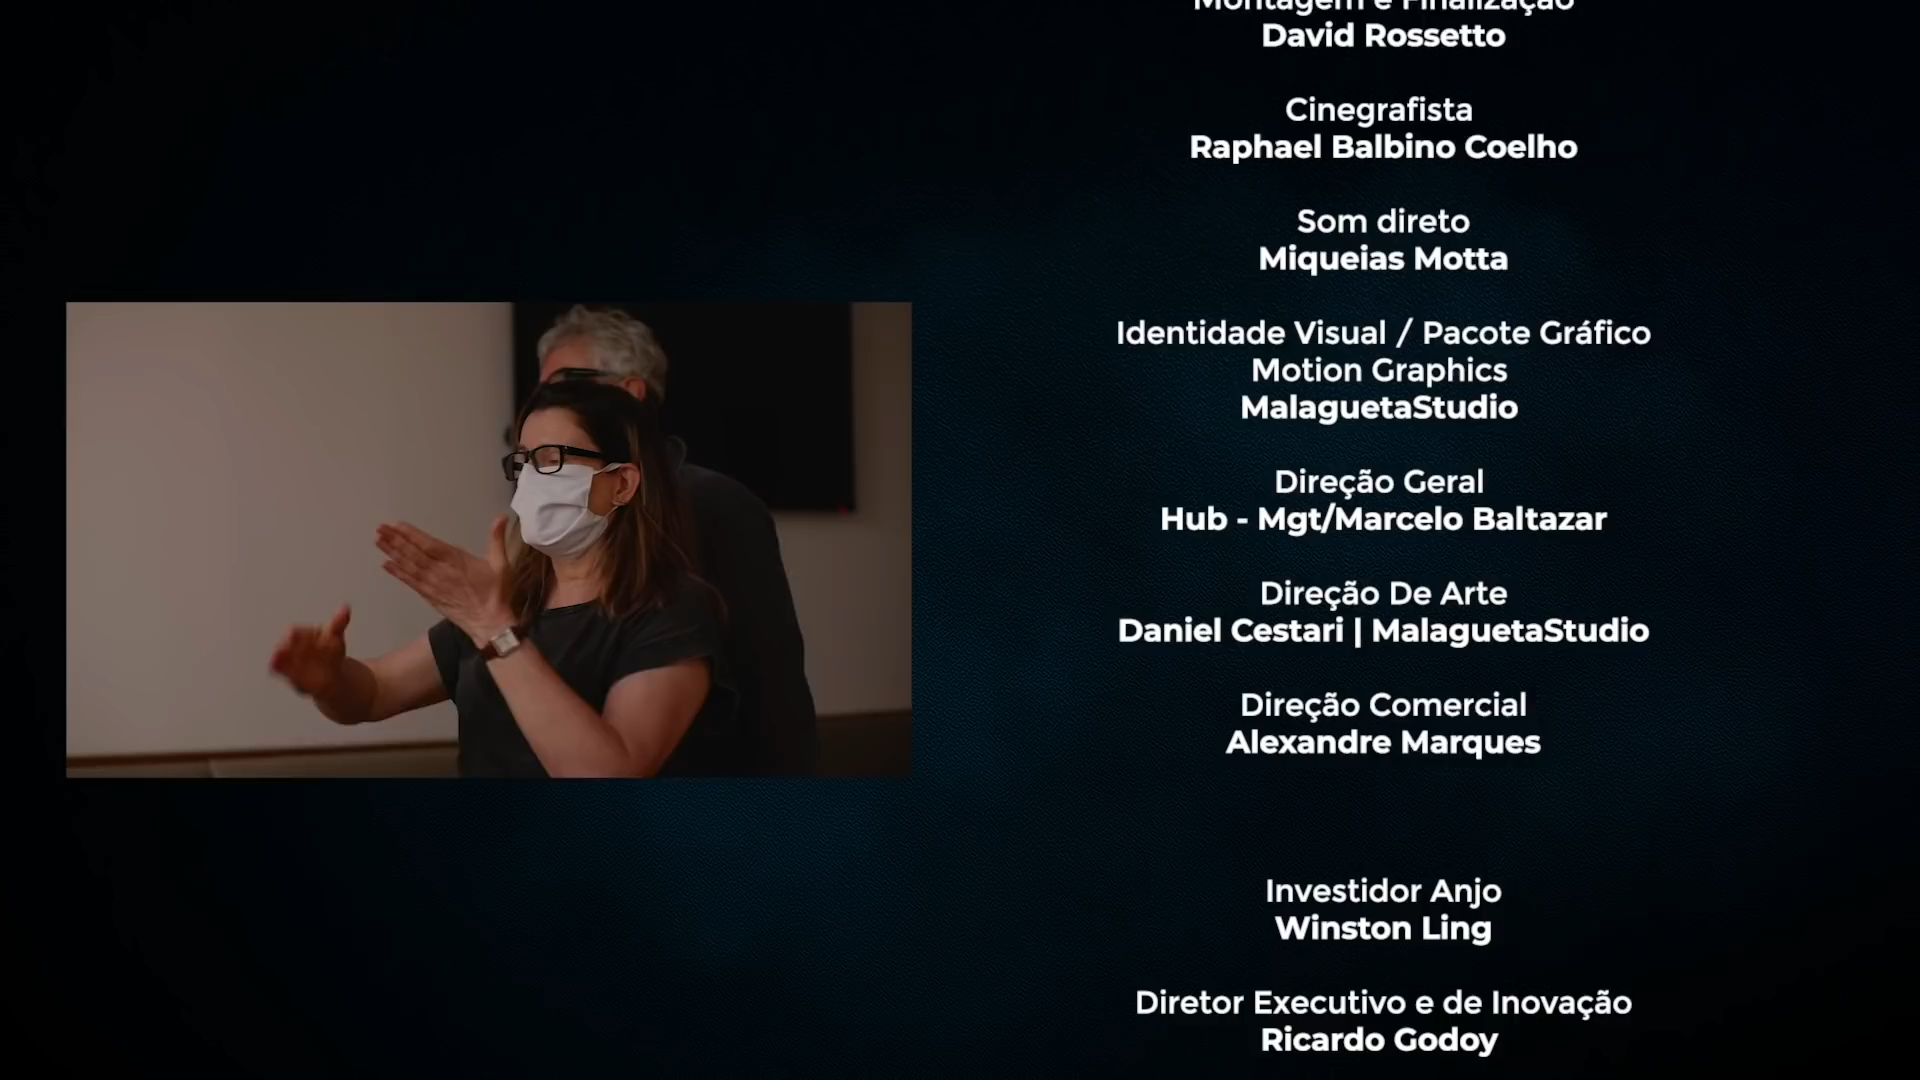 Montagem e Finalização
David Rossetto
Cinegrafista
Raphael Balbino Coelho
Som direto
Miqueias Motta
Identidade Visual / Pacote Gráfico
Motion Graphics
MalaguetaStudio
Direção Geral
Hub - Mgt/Marcelo Baltazar
Direção De Arte
Daniel Cestari | MalaguetaStudio
Direção Comercial
Alexandre Marques
Investidor Anjo
Winston Ling
Diretor Executivo e de Inovação
Ricardo Godoy